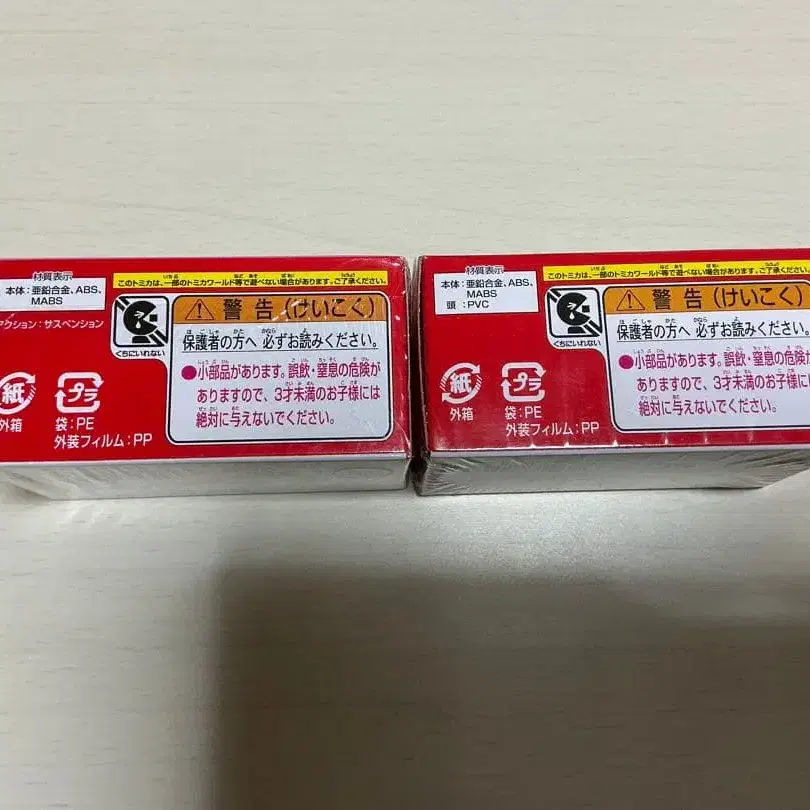 材質表示
本体：亜鉛合金、ABS、
MABS
アクション：サスペンション
このトミカは、一部のトミカワールド等で遊べない場合があります。ご了承ください。
くちにいれない
警告（けいこく）
保護者の方へ 必ずお読みください。
●小部品があります。誤飲・窒息の危険が
ありますので、3才未満のお子様には
絶対に与えないでください。
紙
外箱
プラ
袋：PE
外装フィルム：PP
材質表示
本体：亜鉛合金、ABS、
MABS
頭：PVC
このトミカは、一部のトミカワールド等で遊べない場合があります。ご了承ください。
くちにいれない
警告（けいこく）
保護者の方へ 必ずお読みくださ
●小部品があります。誤飲・窒息の危
ありますので、3才未満のお子様に
絶対に与えないでください。
紙
外箱
プラ
袋：PE
外装フィルム：PP